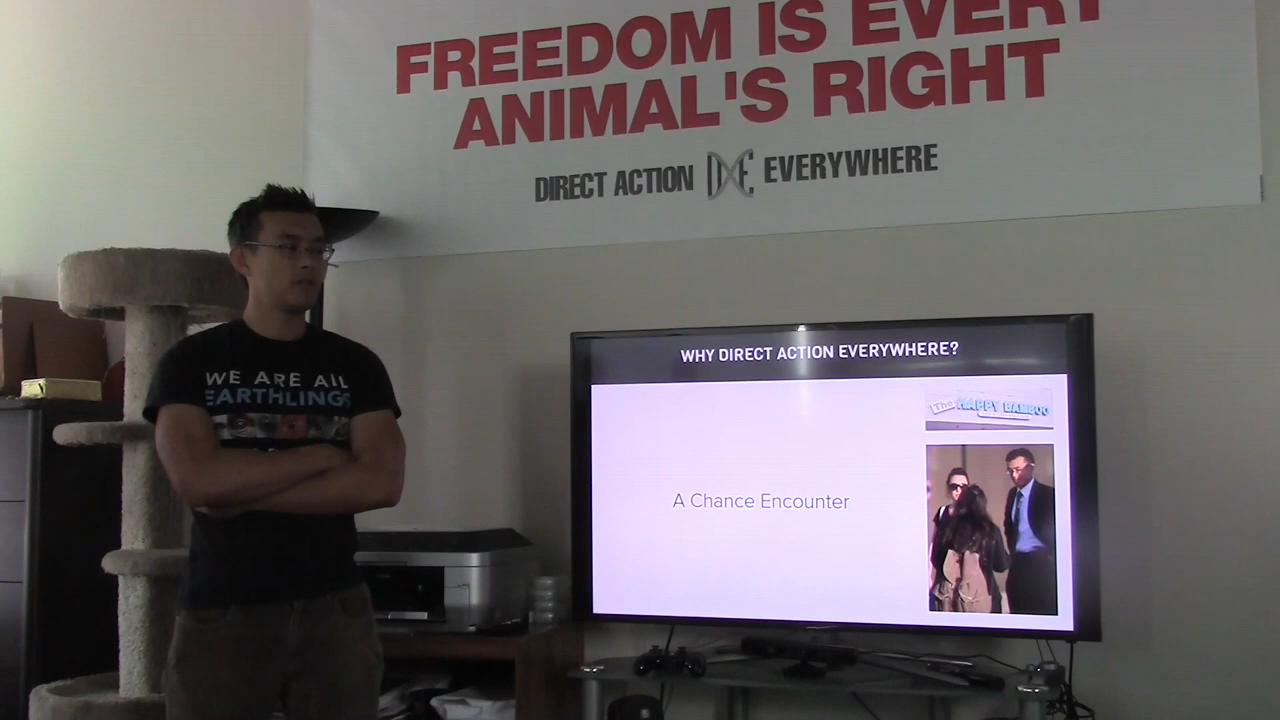 FREEDOM IS EVERY
ANIMAL'S RIGHT
DIRECT ACTION DXE EVERYWHERE
WE ARE ALL
EARTHLINGS
WHY DIRECT ACTION EVERYWHERE?
The HAPPY BAMBOO
A Chance Encounter